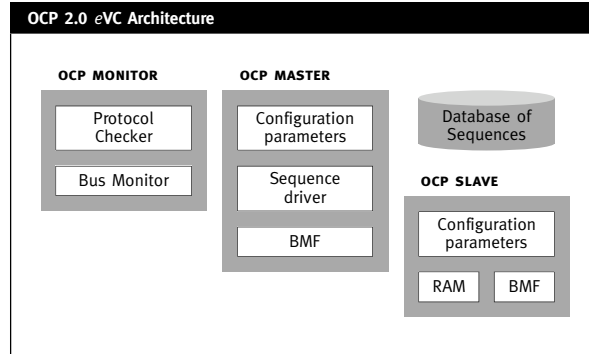 OCP 2.0 eVC Architecture
OCP MONITOR
Protocol
Checker
Bus Monitor
OCP MASTER
Configuration
parameters
Sequence
driver
BMF
Database of
Sequences
OCP SLAVE
Configuration
parameters
RAM
BMF